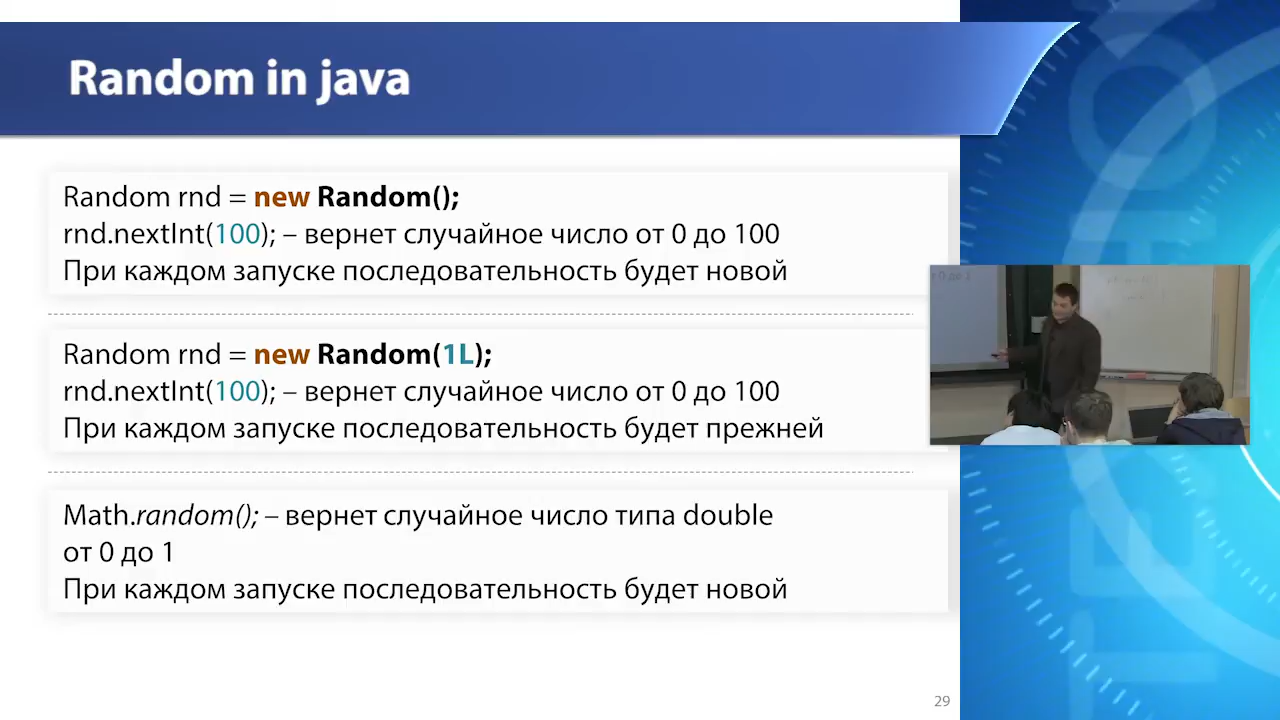 Random in java
Random rnd = new Random();
rnd.nextInt(100); – вернет случайное число от 0 до 100
При каждом запуске последовательность будет новой
Random rnd = new Random(1L);
rnd.nextInt(100); – вернет случайное число от 0 до 100
При каждом запуске последовательность будет прежней
Math.random(); – вернет случайное число типа double
от 0 до 1
При каждом запуске последовательность будет новой
29